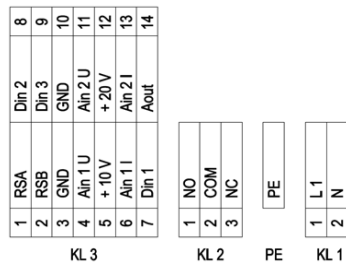 8 9 10 11 12 13 14
Din 2 Din 3 GND Ain 2 U + 20 V Ain 2 I Aout
RSA RSB GND Ain 1 U + 10 V Ain 1 I Din 1
1 2 3 4 5 6 7
KL 3
NO COM NC
1 2 3
KL 2
PE
PE
L 1 N
1 2
KL 1